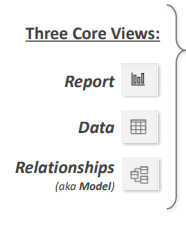 Three Core Views:
Report
Data
Relationships
(aka Model)